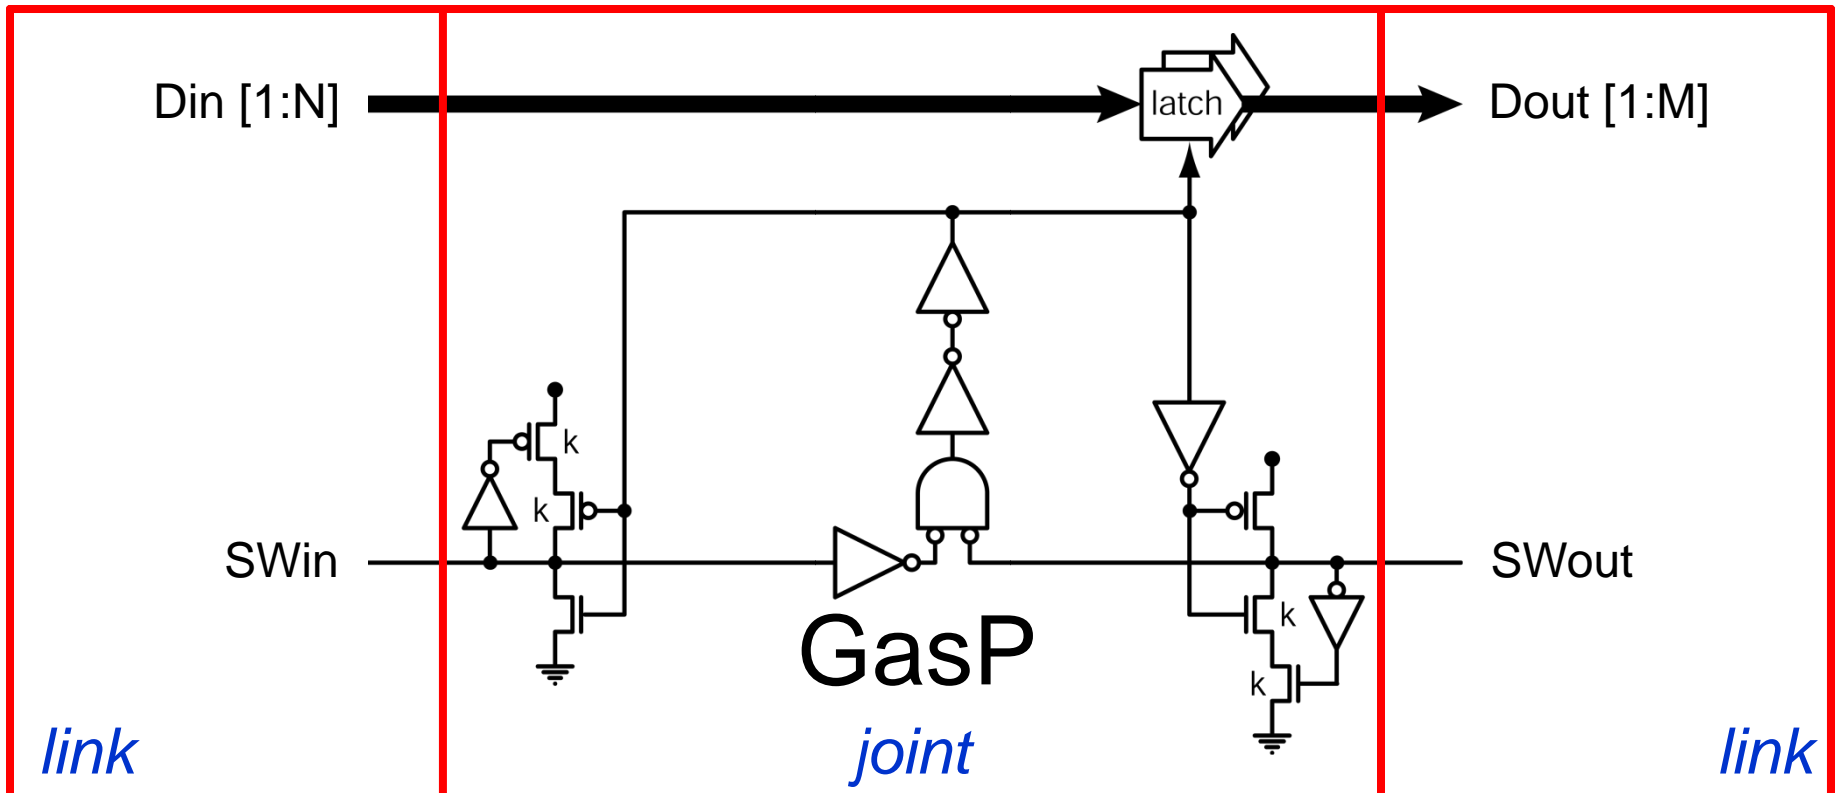 Din [1:N]
latch
Dout [1:M]
k
k
SWin
SWout
k
GasP
k
link
joint
link